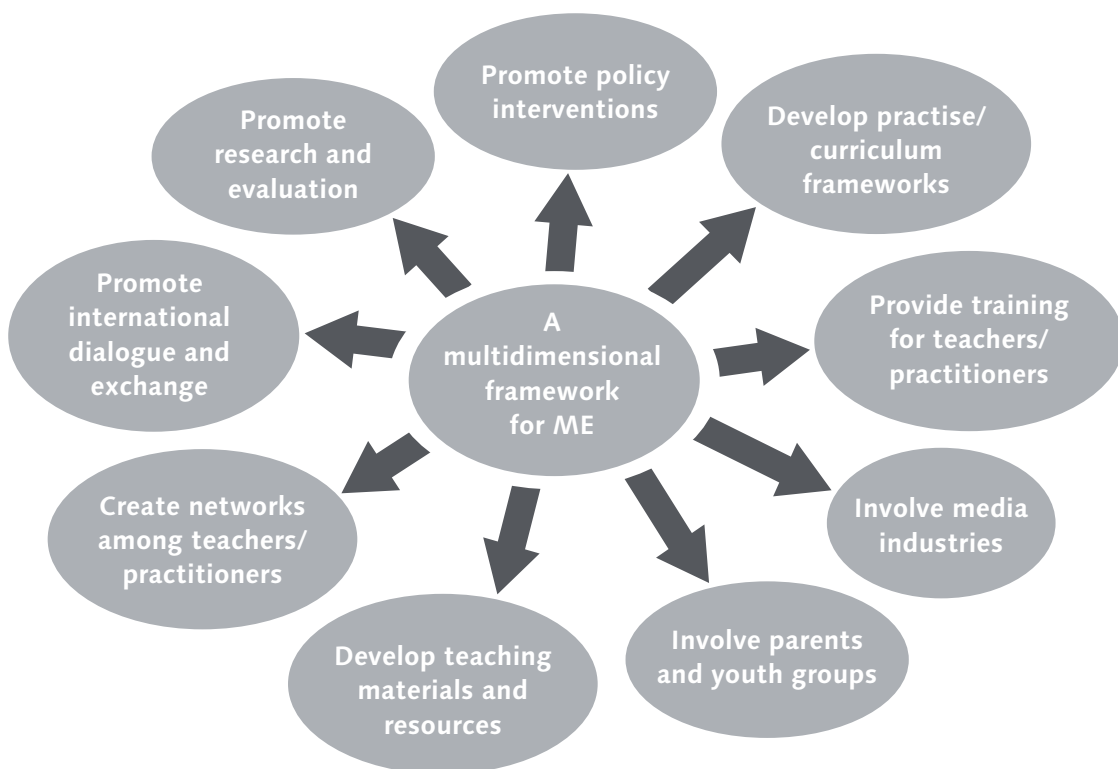 A
multidimensional
framework
for ME
Promote policy
interventions
Develop practise/
curriculum
frameworks
Provide training
for teachers/
practitioners
Involve media
industries
Involve parents
and youth groups
Develop teaching
materials and
resources
Create networks
among teachers/
practitioners
Promote
international
dialogue and
exchange
Promote
research and
evaluation